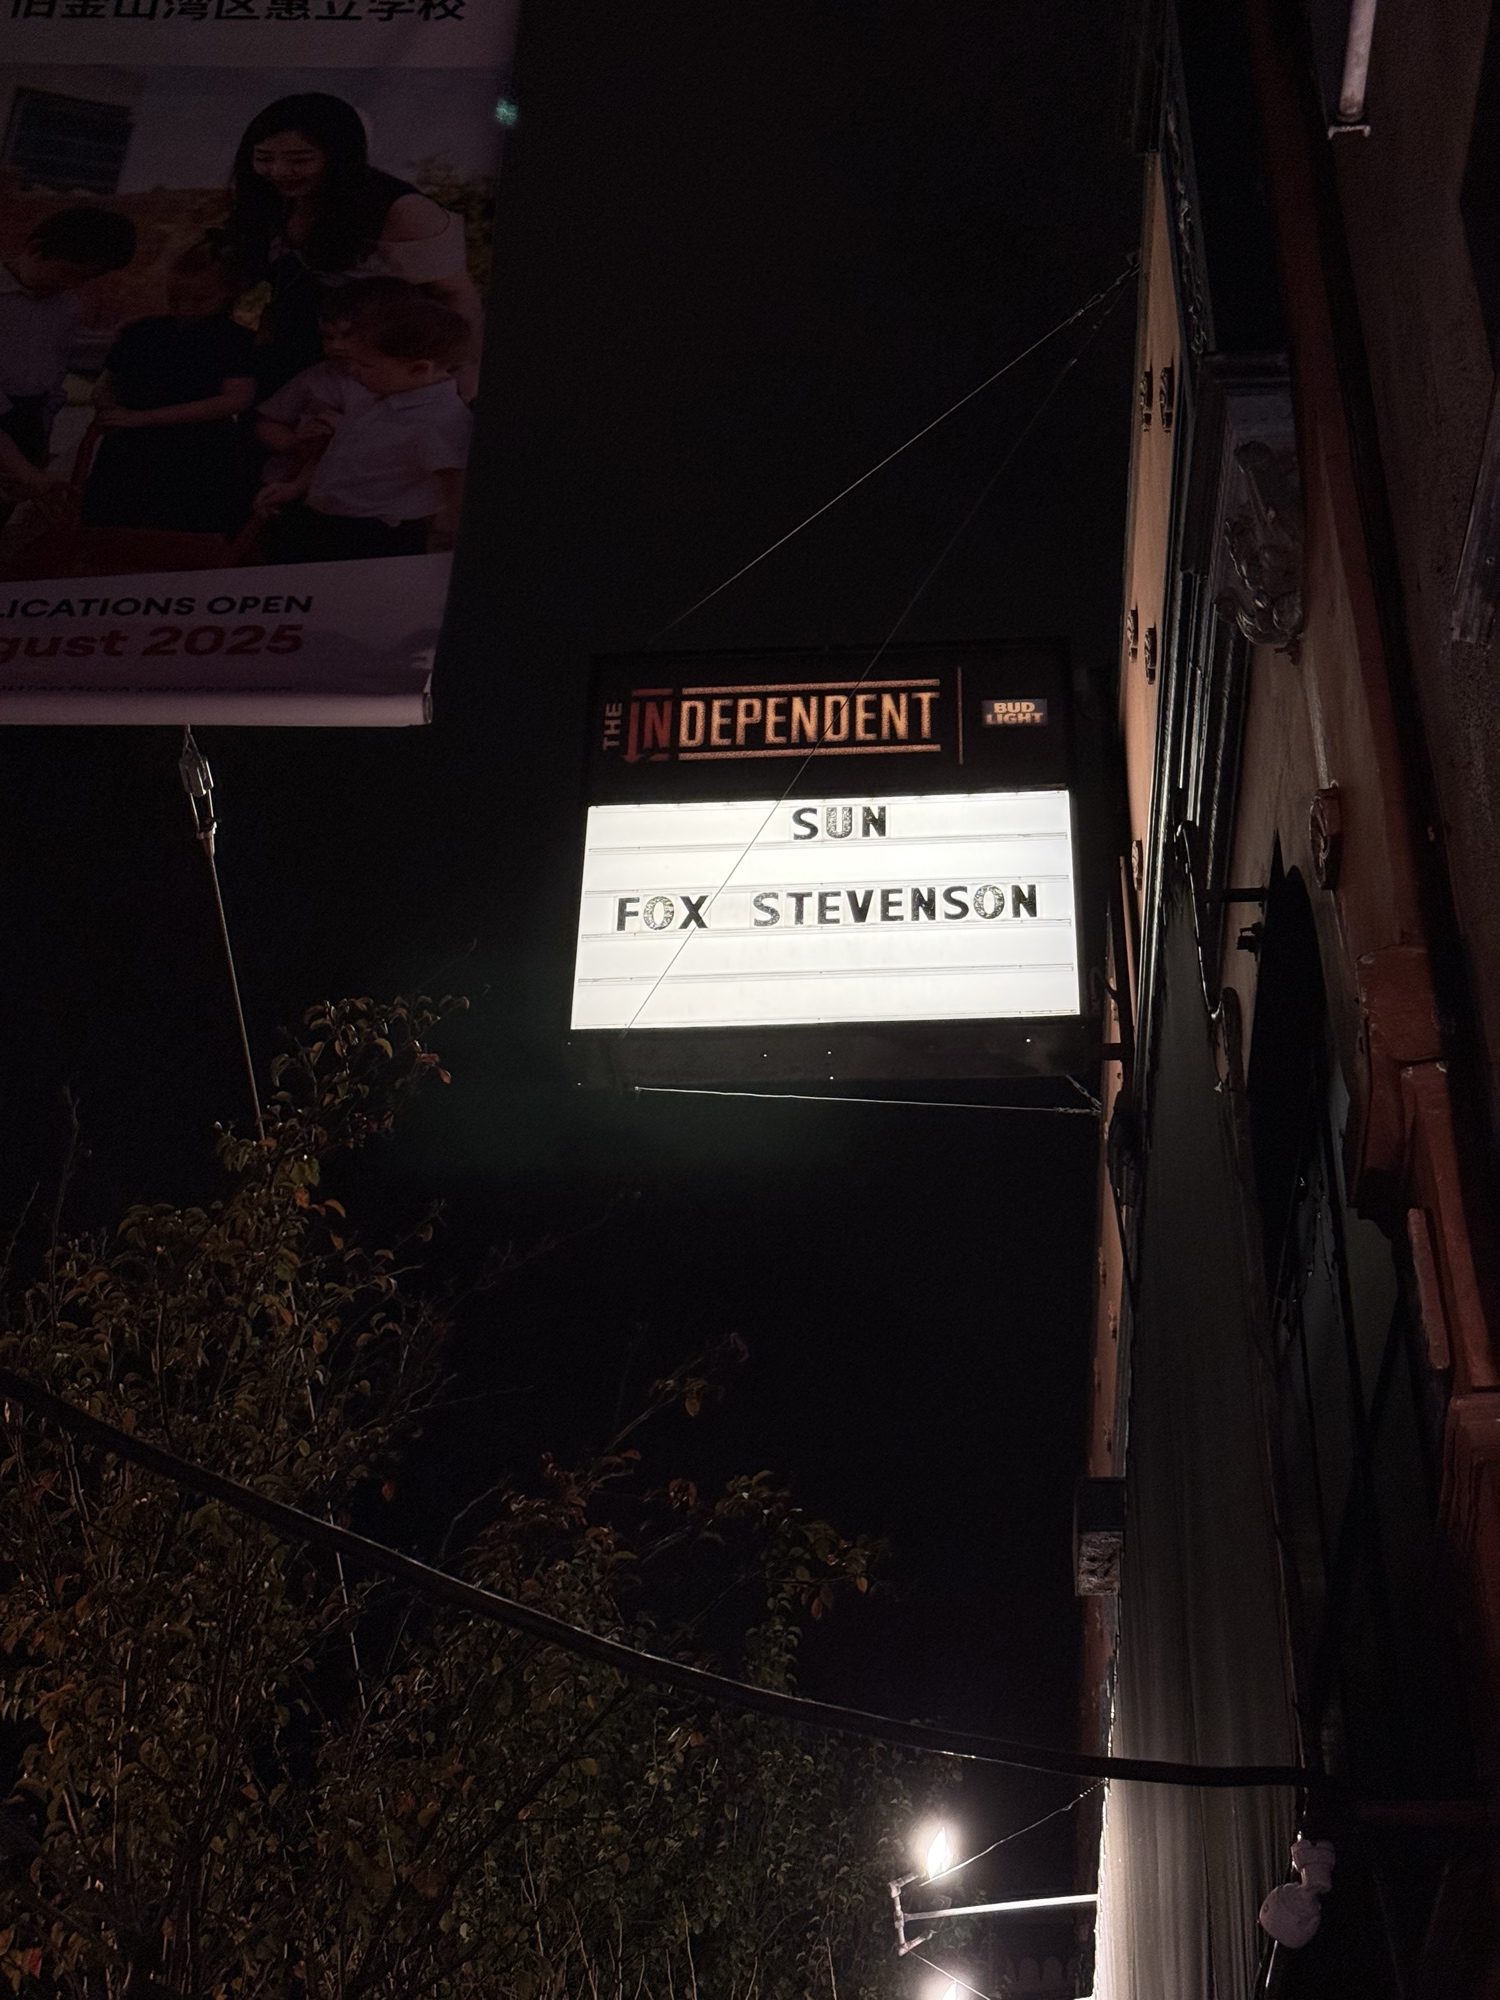 旧金山湾区惠立学校
LICATIONS OPEN
gust 2025
THE INDEPENDENT
BUD
LIGHT
SUN
FOX STEVENSON